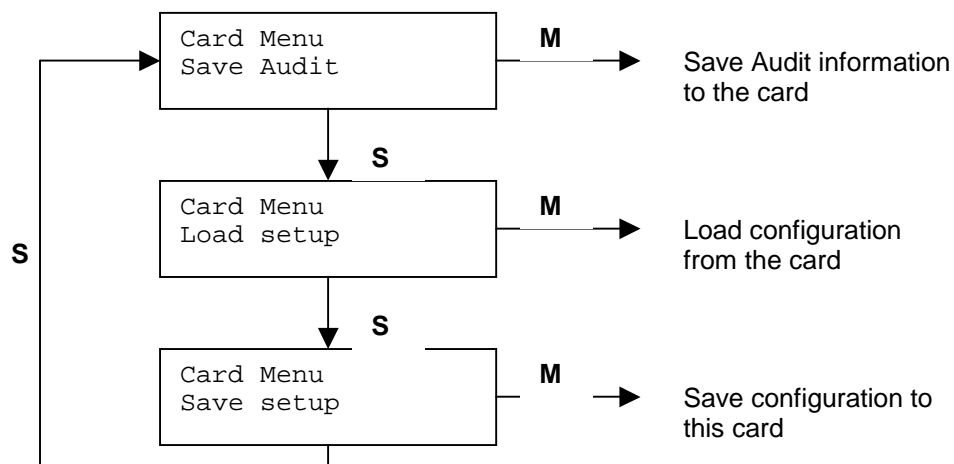 Card Menu
Save Audit
M
Save Audit information
to the card
S
Card Menu
Load setup
M
Load configuration
from the card
S
S
Card Menu
Save setup
M
Save configuration to
this card